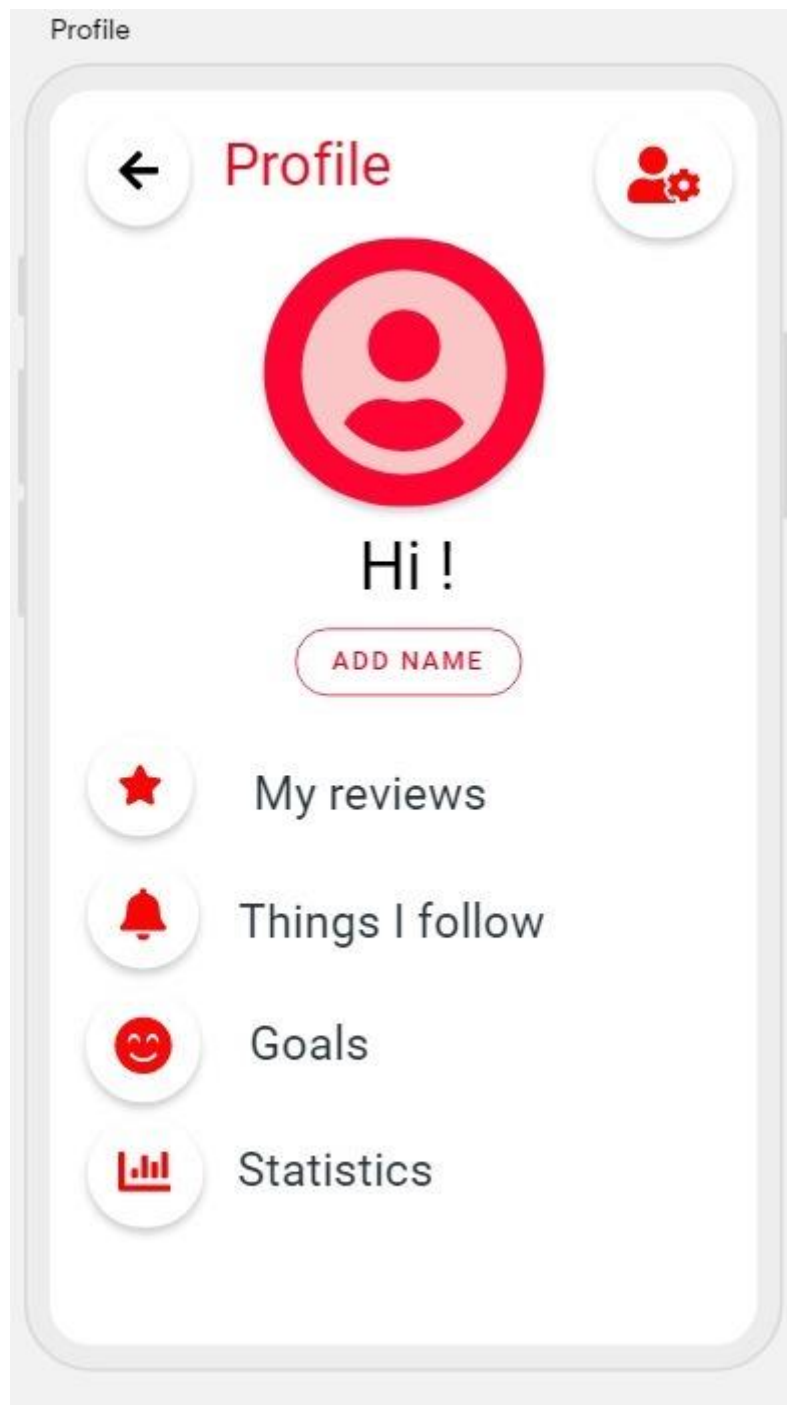 Profile
Profile
Hi !
ADD NAME
My reviews
Things I follow
Goals
Statistics